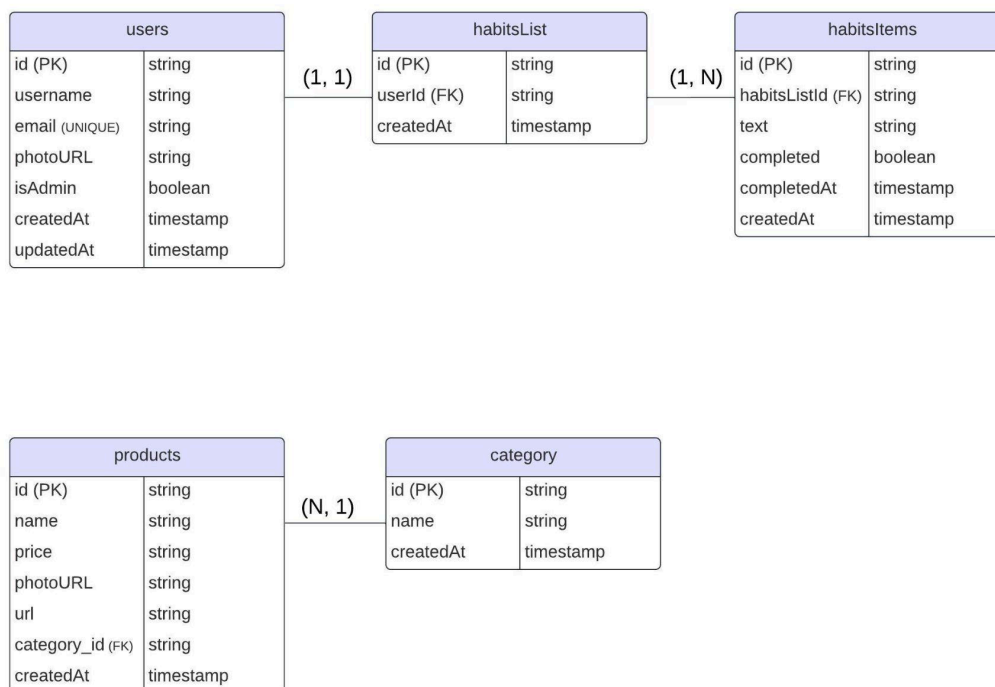 users
id (PK) string
username string
email (UNIQUE) string
photoURL string
isAdmin boolean
createdAt timestamp
updatedAt timestamp
(1, 1)
habitsList
id (PK) string
userId (FK) string
createdAt timestamp
(1, N)
habitsItems
id (PK) string
habitsListId (FK) string
text string
completed boolean
completedAt timestamp
createdAt timestamp
products
id (PK) string
name string
price string
photoURL string
url string
category_id (FK) string
createdAt timestamp
(N, 1)
category
id (PK) string
name string
createdAt timestamp